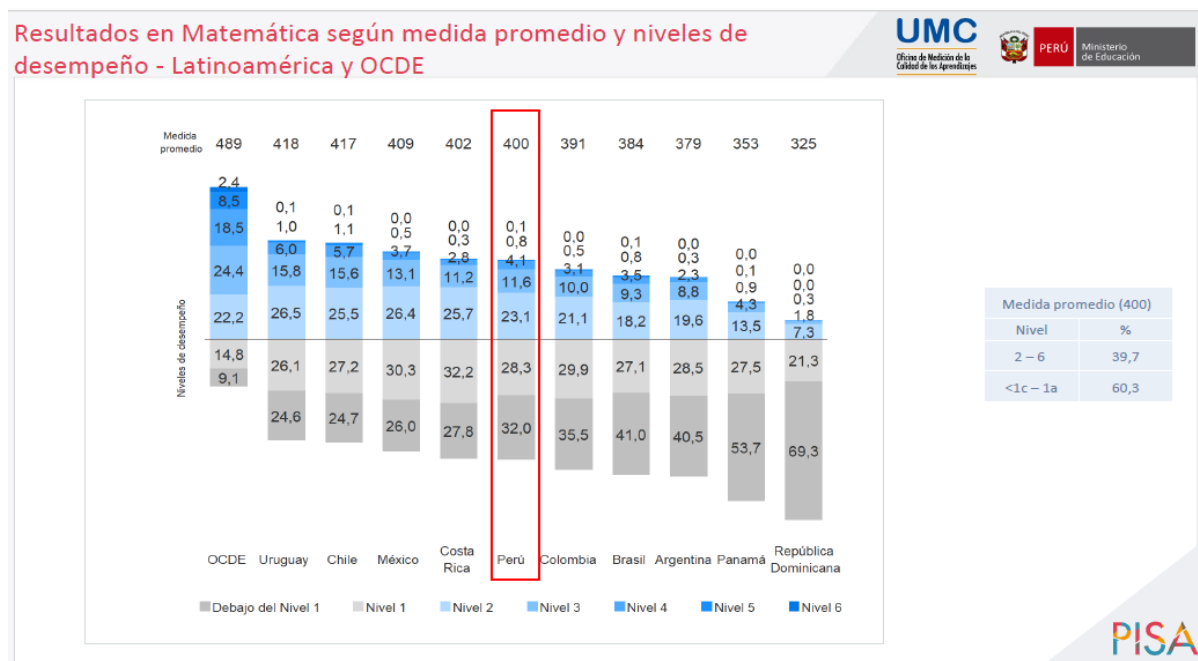 Resultados en Matemática según medida promedio y niveles de
desempeño - Latinoamérica y OCDE
UMC
Oficina de Medición de la
Calidad de los Aprendizajes
PERÚ
Ministerio
de Educación
Medida
promedio
489 418 417 409 402 400 391 384 379 353 325
Niveles de desempeño
2,4
8,5
18,5
24,4
22,2
14,8
9,1
0,1
1,0
6,0
15,8
26,5
26,1
24,6
0,1
1,1
5,7
15,6
25,5
27,2
24,7
0,0
0,5
3,7
13,1
26,4
30,3
26,0
0,0
0,3
2,8
11,2
25,7
32,2
27,8
0,1
0,8
4,1
11,6
23,1
28,3
32,0
0,0
0,5
3,1
10,0
21,1
29,9
35,5
0,1
0,8
3,5
9,3
18,2
27,1
41,0
0,0
0,3
2,3
8,8
19,6
28,5
40,5
0,0
0,1
0,9
4,3
13,5
27,5
53,7
0,0
0,0
0,3
1,8
7,3
21,3
69,3
OCDE
Uruguay
Chile
México
Costa
Rica
Perú
Colombia
Brasil
Argentina
Panamá
República
Dominicana
Debajo del Nivel 1
Nivel 1
Nivel 2
Nivel 3
Nivel 4
Nivel 5
Nivel 6
Medida promedio (400)
Nivel %
2 – 6 39,7
<1c – 1a 60,3
PISA